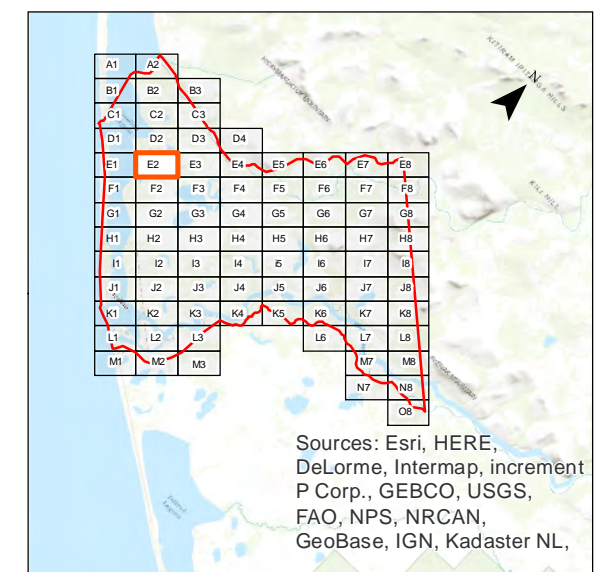 A1 A2
B1 B2 B3
C1 C2 C3
D1 D2 D3 D4
E1 E2 E3 E4 E5 E6 E7 E8
F1 F2 F3 F4 F5 F6 F7 F8
G1 G2 G3 G4 G5 G6 G7 G8
H1 H2 H3 H4 H5 H6 H7 H8
I1 I2 I3 I4 i5 I6 I7 I8
J1 J2 J3 J4 J5 J6 J7 J8
K1 K2 K3 K4 K5 K6 K7 K8
L1 L2 L3 L6 L7 L8
M1 M2 M3 M7 M8
N7 N8
O8
N
HILLS
KILI HILL
Sources: Esri, HERE,
DeLorme, Intermap, increment
P Corp., GEBCO, USGS,
FAO, NPS, NRCAN,
GeoBase, IGN, Kadaster NL,